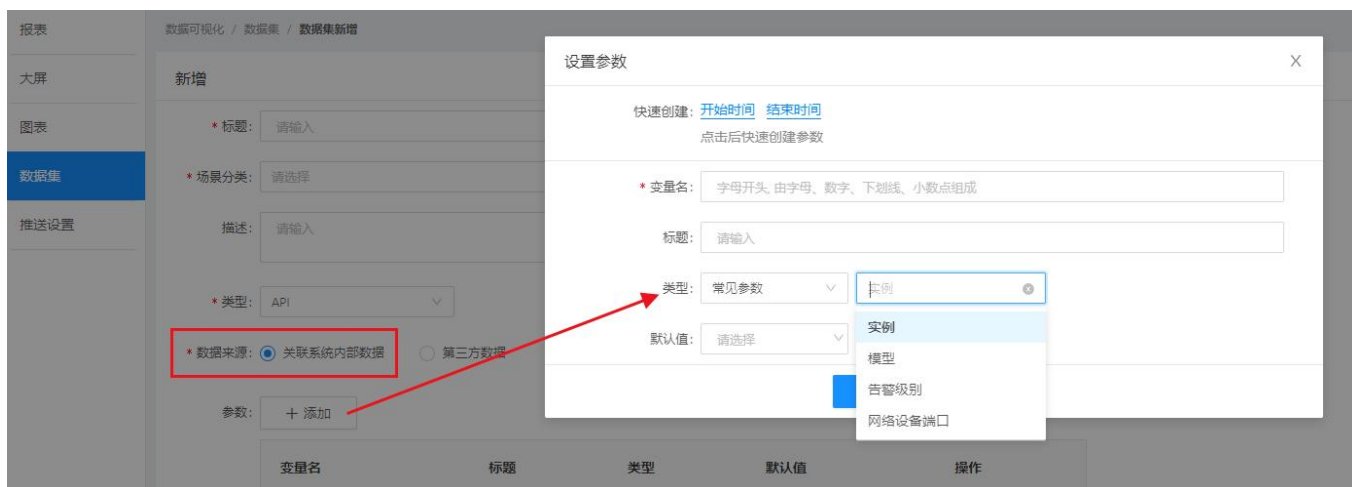 报表
大屏
图表
数据集
推送设置
数据可视化 / 数据集 / 数据集新增
新增
* 标题: 请输入
* 场景分类: 请选择
描述: 请输入
* 类型: API
* 数据来源: 关联系统内部数据 第三方数据
参数: + 添加
变量名 标题 类型 默认值 操作
设置参数 X
快速创建: 开始时间 结束时间
点击后快速创建参数
* 变量名: 字母开头, 由字母、数字、下划线、小数点组成
标题: 请输入
类型: 常见参数 实例
默认值: 请选择
实例
模型
告警级别
网络设备端口